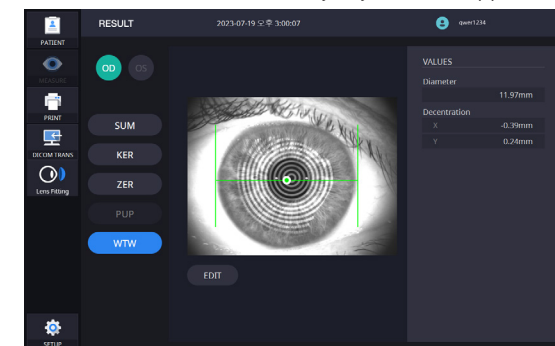 RESULT
2023-07-19 오후 3:00:07
qwer1234
PATIENT
MEASURE
PRINT
DICOM TRANS
Lens Fitting
SETUP
OD
OS
SUM
KER
ZER
PUP
WTW
EDIT
VALUES
Diameter
11.97mm
Decentration
X -0.39mm
Y 0.24mm